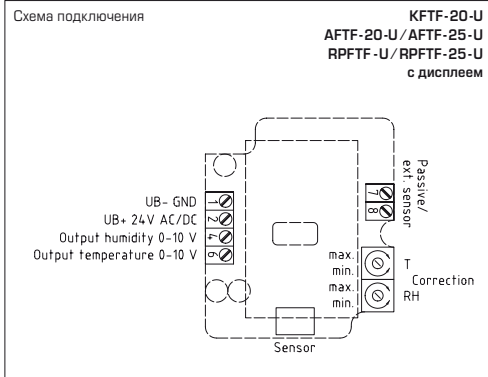 Схема подключения
KFTF-20-U
AFTF-20-U/AFTF-25-U
RPFTF-U/RPFTF-25-U
с дисплеем
Passive/
ext. sensor
UB- GND 1
UB+ 24V AC/DC 2
Output humidity 0-10 V 4
Output temperature 0-10 V 6
7
8
max.
min.
T
Correction
max.
min.
RH
Sensor